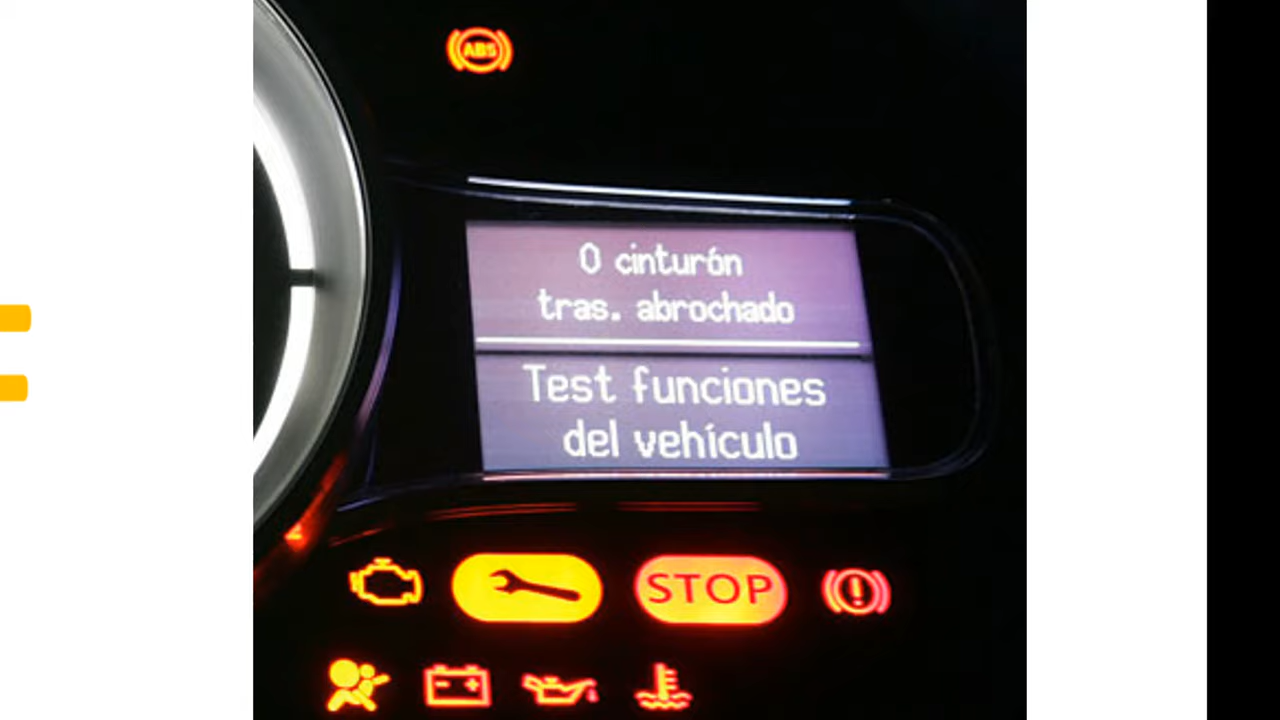 ABS
0 cinturón
tras. abrochado
Test funciones
del vehículo
STOP